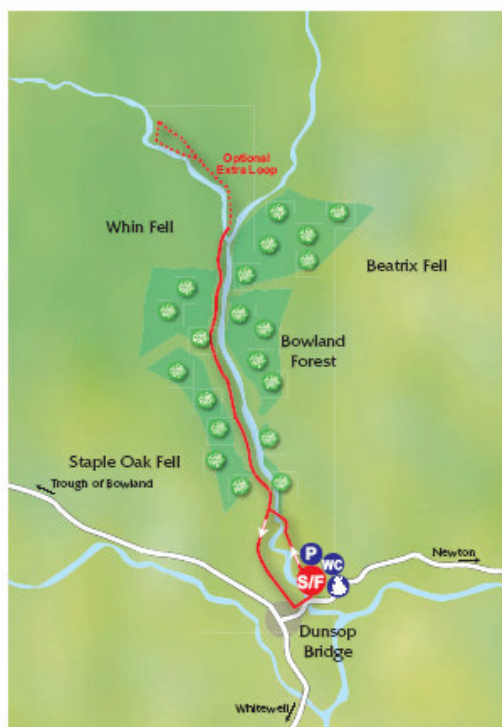 Optional
Extra Loop
Whin Fell
Beatrix Fell
Bowland
Forest
Staple Oak Fell
Trough of Bowland
P
WC
Newton
S/F
Dunsop
Bridge
Whitewell